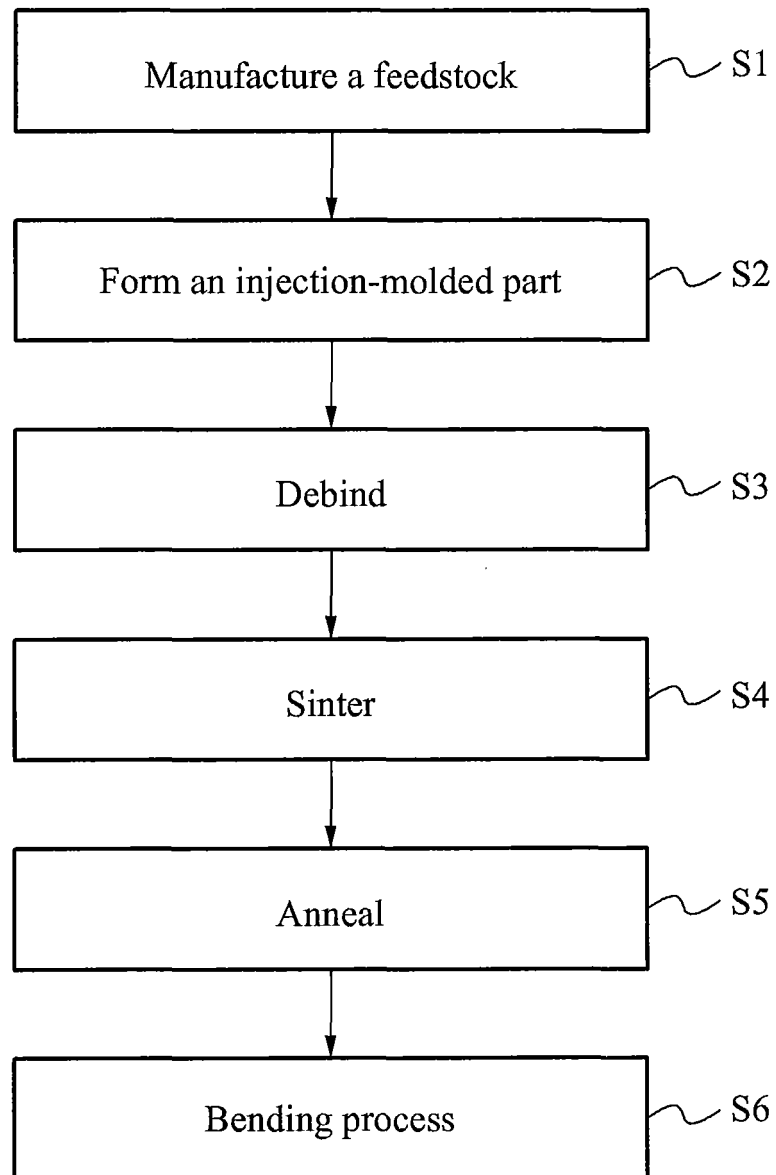 Manufacture a feedstock S1
Form an injection-molded part S2
Debind S3
Sinter S4
Anneal S5
Bending process S6